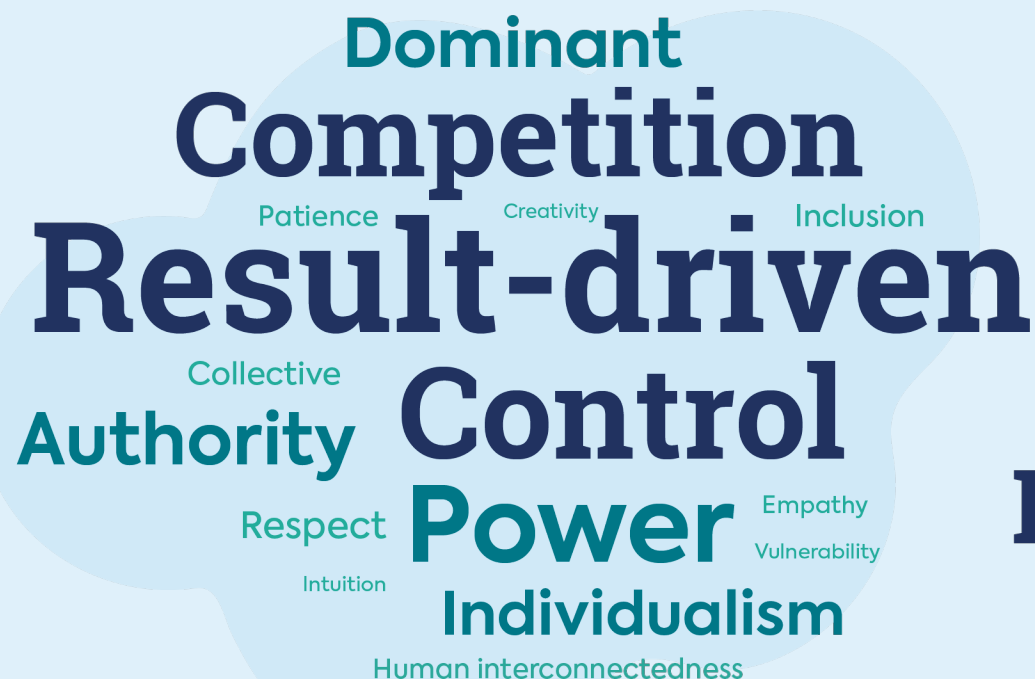 Dominant
Competition
Patience Creativity Inclusion
Result-driven
Collective
Control
Authority
Respect
Power
Empathy
Vulnerability
Intuition
Individualism
Human interconnectedness